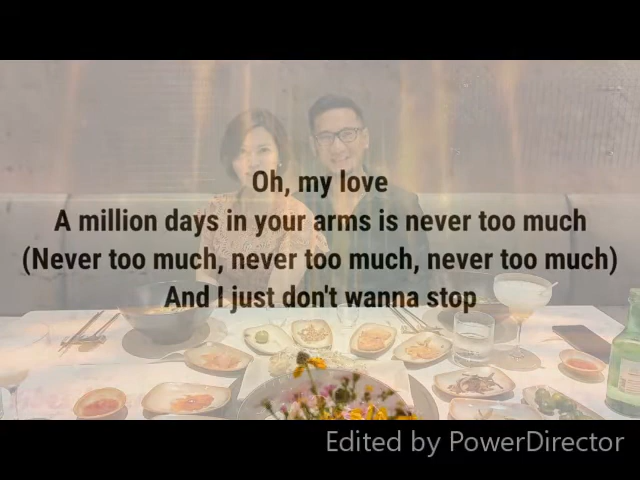 Oh, my love
A million days in your arms is never too much
(Never too much, never too much, never too much)
And I just don't wanna stop
Edited by PowerDirector